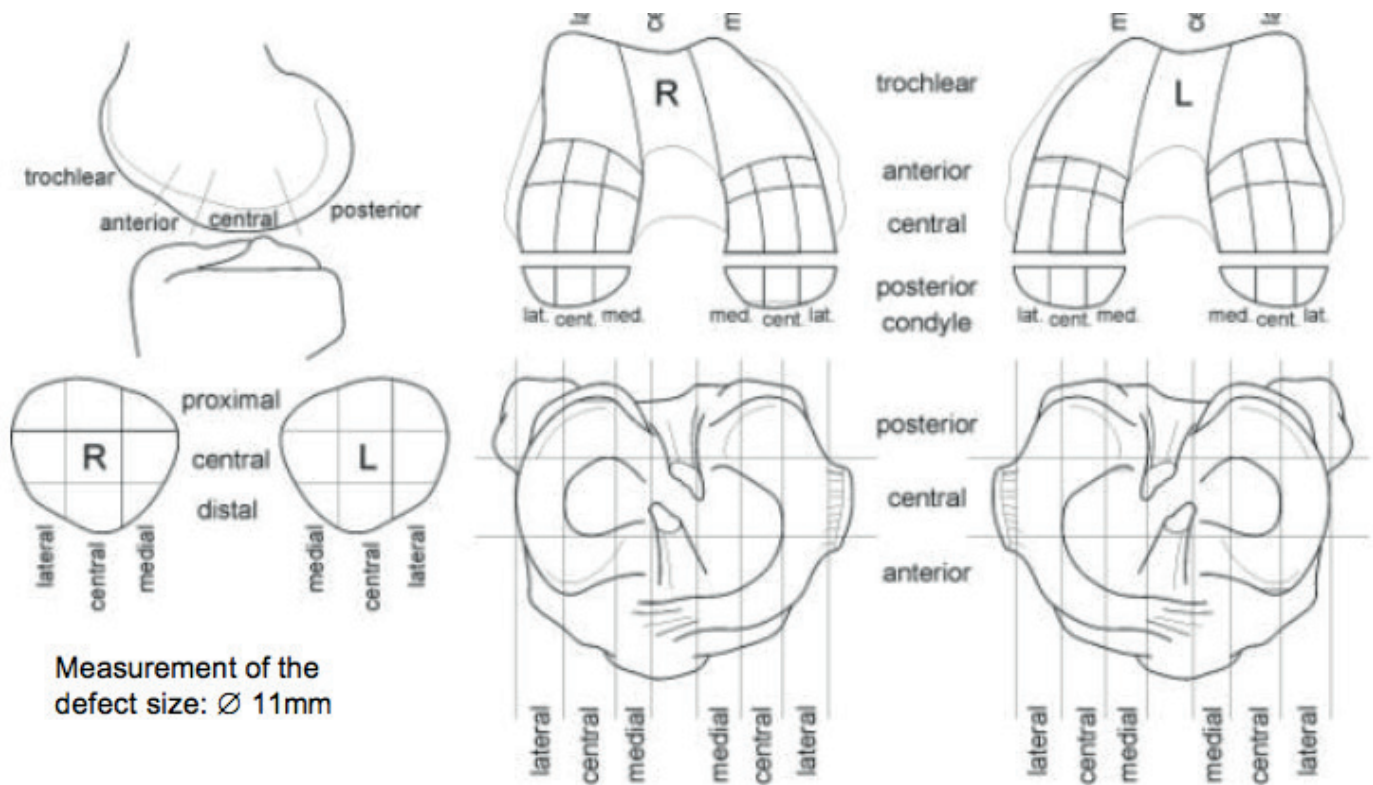 R
L
trochlear
anterior
central
posterior
condyle
lat. cent. med.
med. cent. lat.
lat. cent. med.
med. cent. lat.
trochlear
anterior
central
posterior
proximal
central
distal
R
L
lateral
central
medial
medial
central
lateral
posterior
central
anterior
lateral
central
medial
medial
central
lateral
lateral
central
medial
medial
central
lateral
Measurement of the
defect size: ∅ 11mm